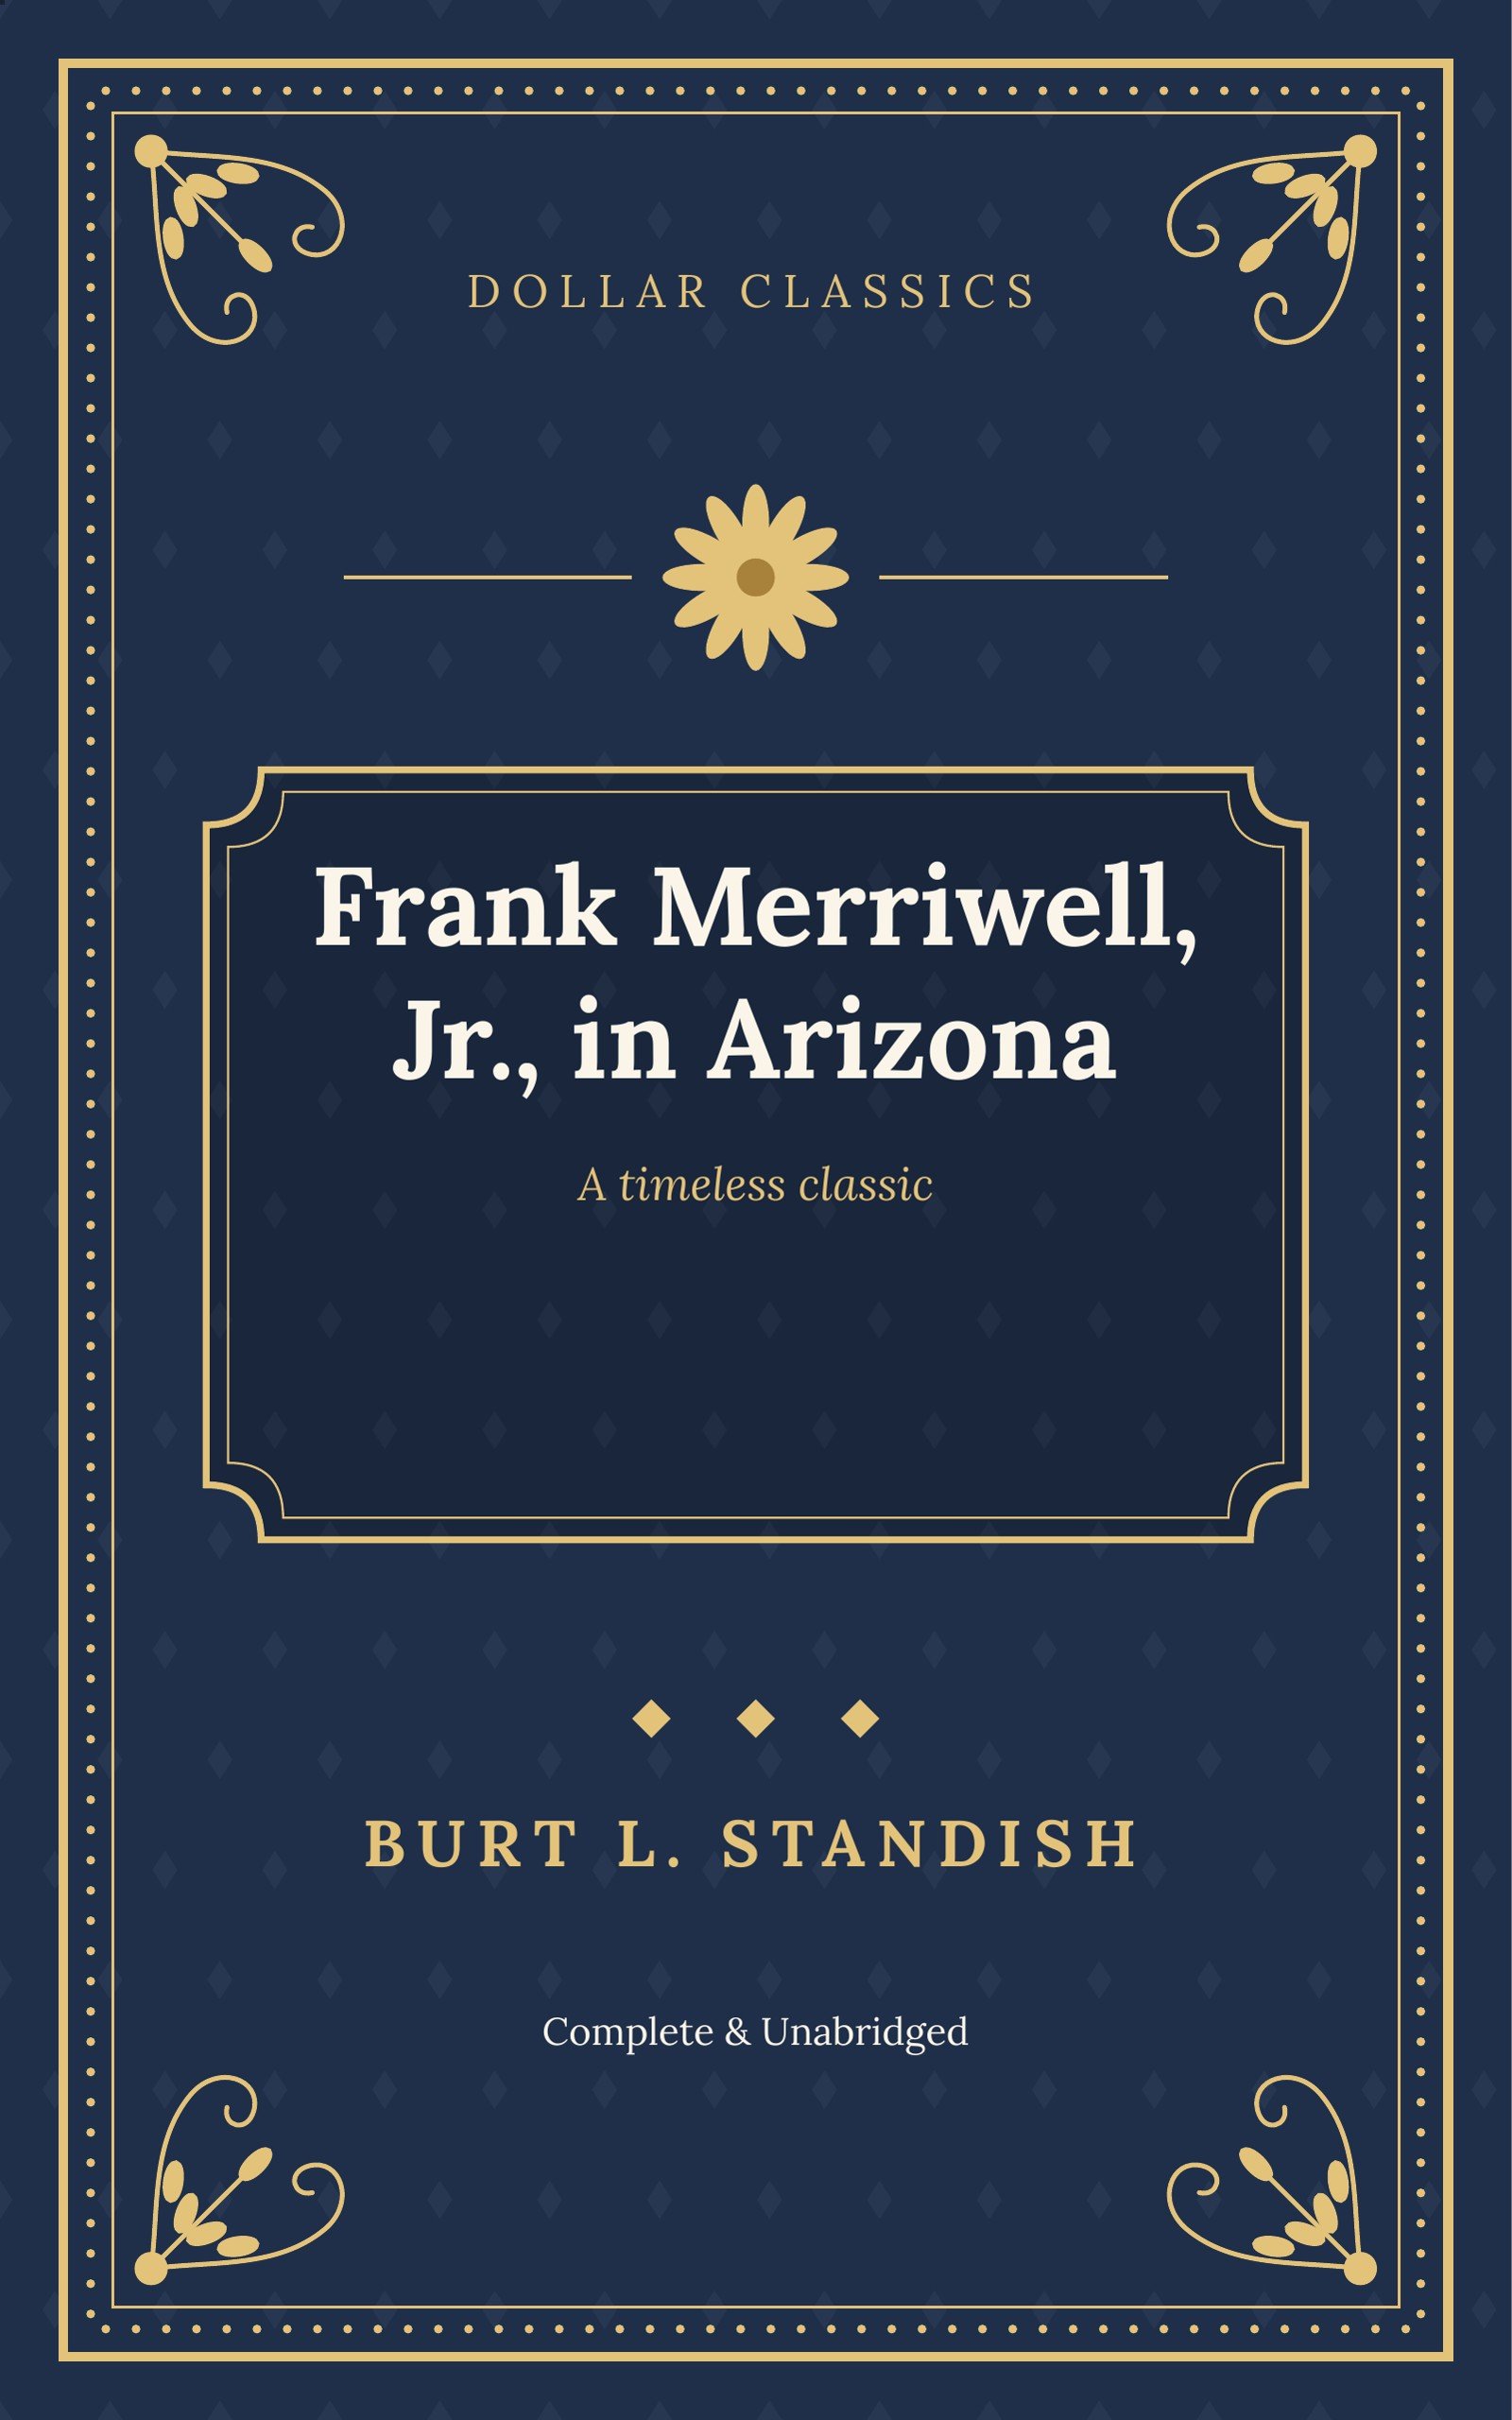 DOLLAR CLASSICS
Frank Merriwell,
Jr., in Arizona
A timeless classic
BURT L. STANDISH
Complete & Unabridged